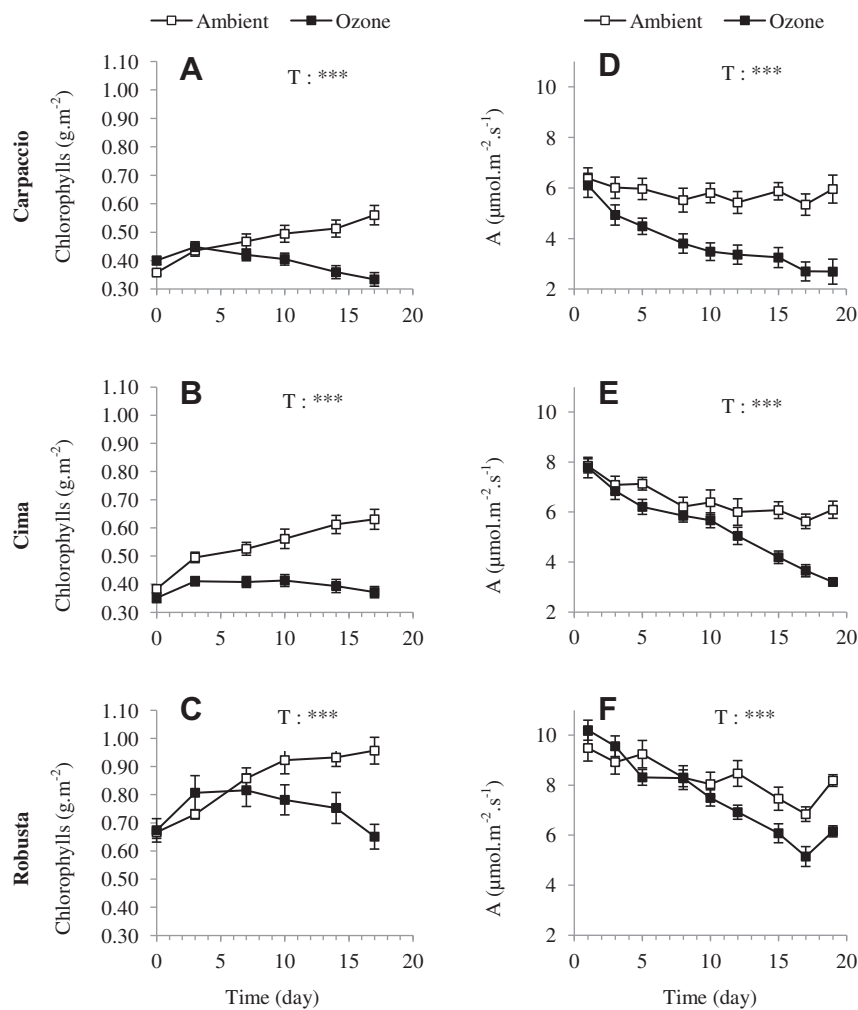 Ambient Ozone
Ambient Ozone
Carpaccio
Chlorophylls (g.m-2)
A
T : ***
1.10
1.00
0.90
0.80
0.70
0.60
0.50
0.40
0.30
0 5 10 15 20
A (µmol.m-2.s-1)
D
T : ***
10
8
6
4
2
0 5 10 15 20
Cima
Chlorophylls (g.m-2)
B
T : ***
1.10
1.00
0.90
0.80
0.70
0.60
0.50
0.40
0.30
0 5 10 15 20
A (µmol.m-2.s-1)
E
T : ***
10
8
6
4
2
0 5 10 15 20
Robusta
Chlorophylls (g.m-2)
C
T : ***
1.10
1.00
0.90
0.80
0.70
0.60
0.50
0.40
0.30
0 5 10 15 20
Time (day)
A (µmol.m-2.s-1)
F
T : ***
10
8
6
4
2
0 5 10 15 20
Time (day)